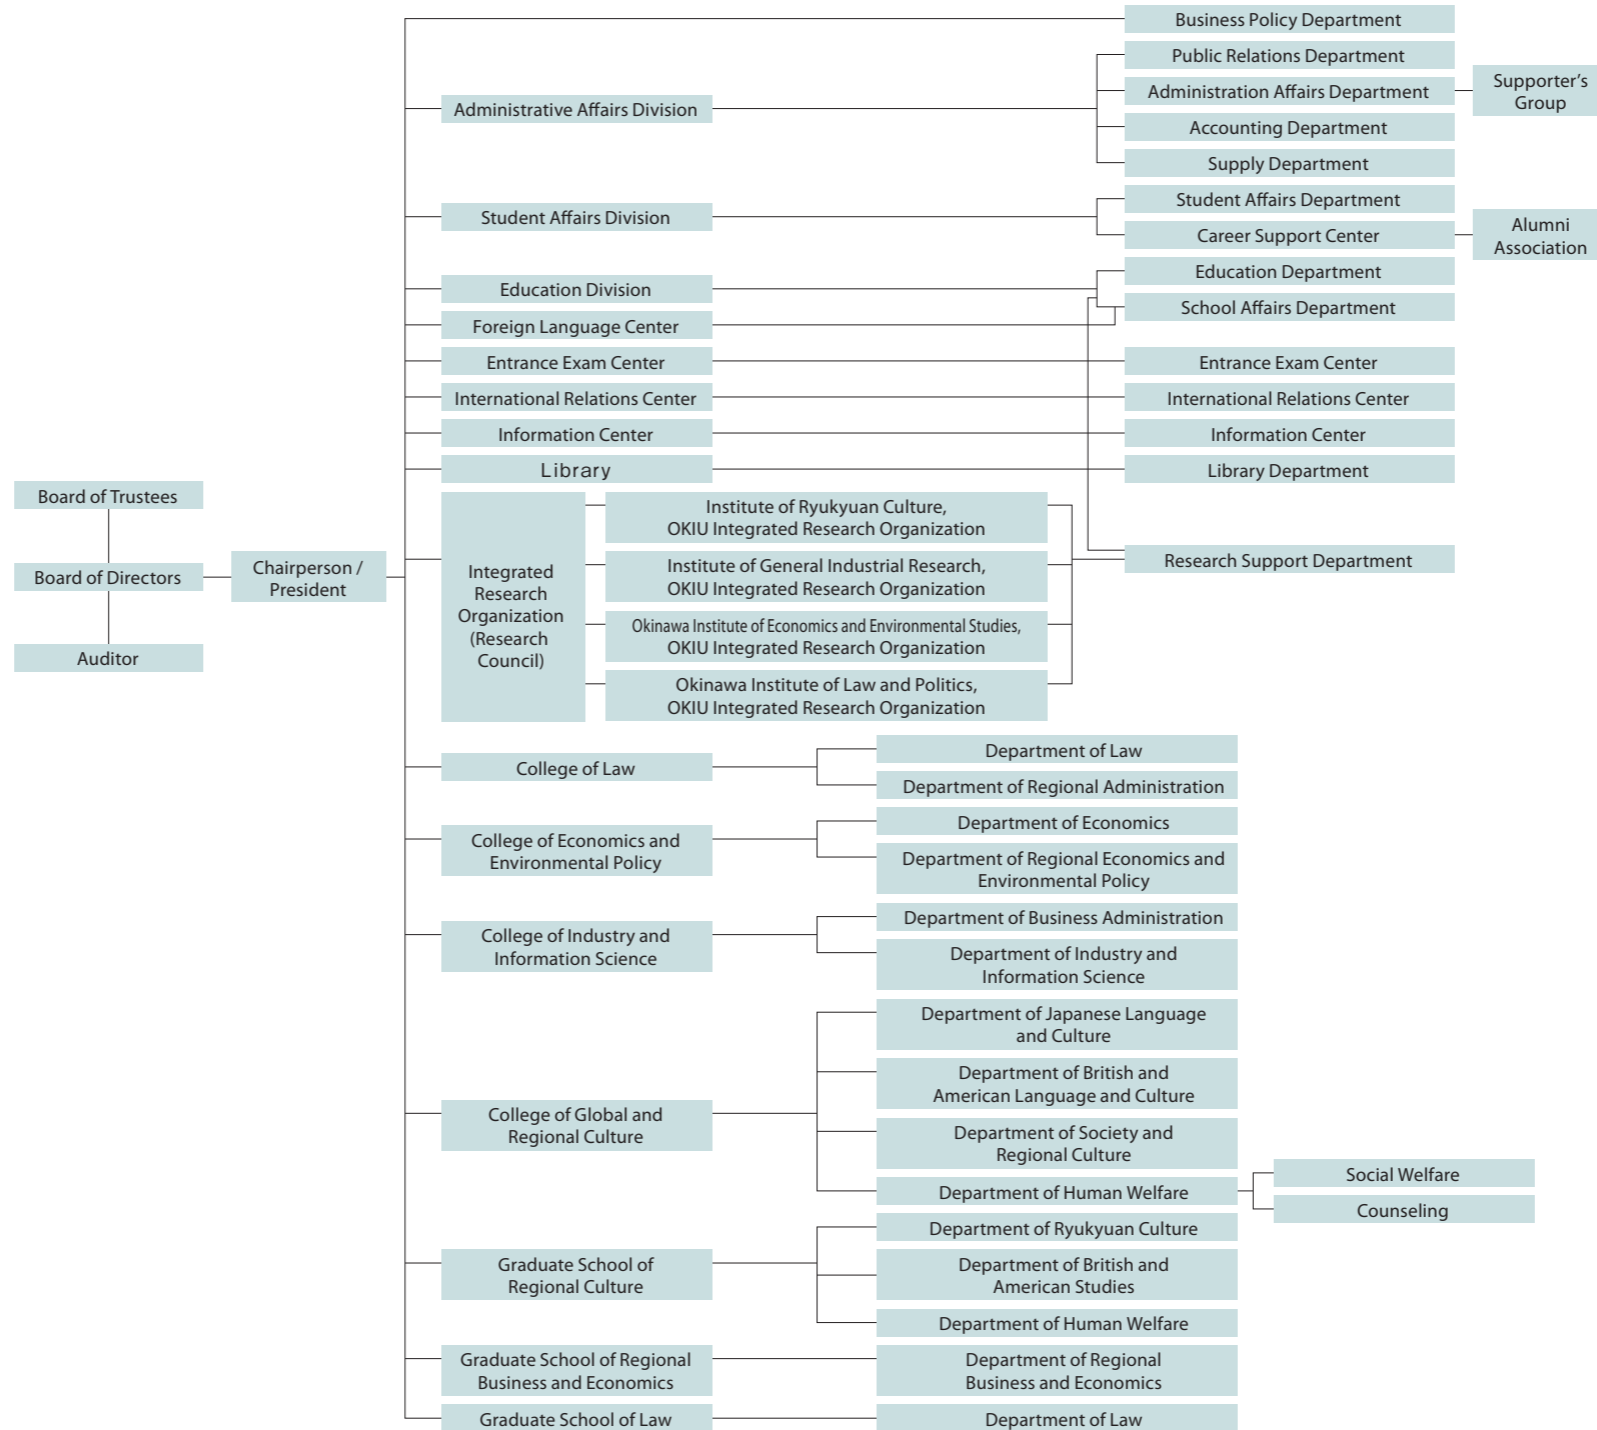 Business Policy Department
Public Relations Department
Administrative Affairs Division
Administration Affairs Department
Supporter's
Group
Accounting Department
Supply Department
Student Affairs Division
Student Affairs Department
Career Support Center
Alumni
Association
Education Division
Education Department
School Affairs Department
Foreign Language Center
Entrance Exam Center
Entrance Exam Center
International Relations Center
International Relations Center
Information Center
Information Center
Library
Library Department
Board of Trustees
Board of Directors
Auditor
Chairperson /
President
Integrated
Research
Organization
(Research
Council)
Institute of Ryukyuan Culture,
OKIU Integrated Research Organization
Institute of General Industrial Research,
OKIU Integrated Research Organization
Okinawa Institute of Economics and Environmental Studies,
OKIU Integrated Research Organization
Okinawa Institute of Law and Politics,
OKIU Integrated Research Organization
Research Support Department
College of Law
Department of Law
Department of Regional Administration
College of Economics and
Environmental Policy
Department of Economics
Department of Regional Economics and
Environmental Policy
College of Industry and
Information Science
Department of Business Administration
Department of Industry and
Information Science
College of Global and
Regional Culture
Department of Japanese Language
and Culture
Department of British and
American Language and Culture
Department of Society and
Regional Culture
Department of Human Welfare
Social Welfare
Counseling
Graduate School of
Regional Culture
Department of Ryukyuan Culture
Department of British and
American Studies
Department of Human Welfare
Graduate School of Regional
Business and Economics
Department of Regional
Business and Economics
Graduate School of Law
Department of Law